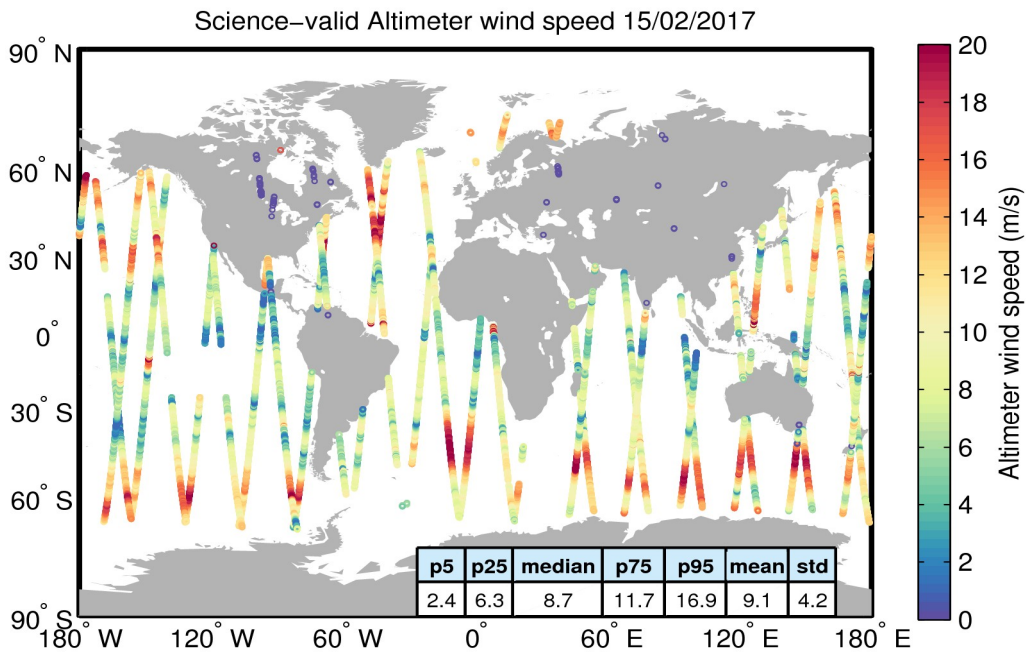 Science−valid Altimeter wind speed 15/02/2017
90° N
60° N
30° N
0°
30° S
60° S
90° S
180° W
120° W
60° W
0°
60° E
120° E
180° E
20
18
16
14
12
10
8
6
4
2
0
Altimeter wind speed (m/s)
p5 p25 median p75 p95 mean std
2.4 6.3 8.7 11.7 16.9 9.1 4.2